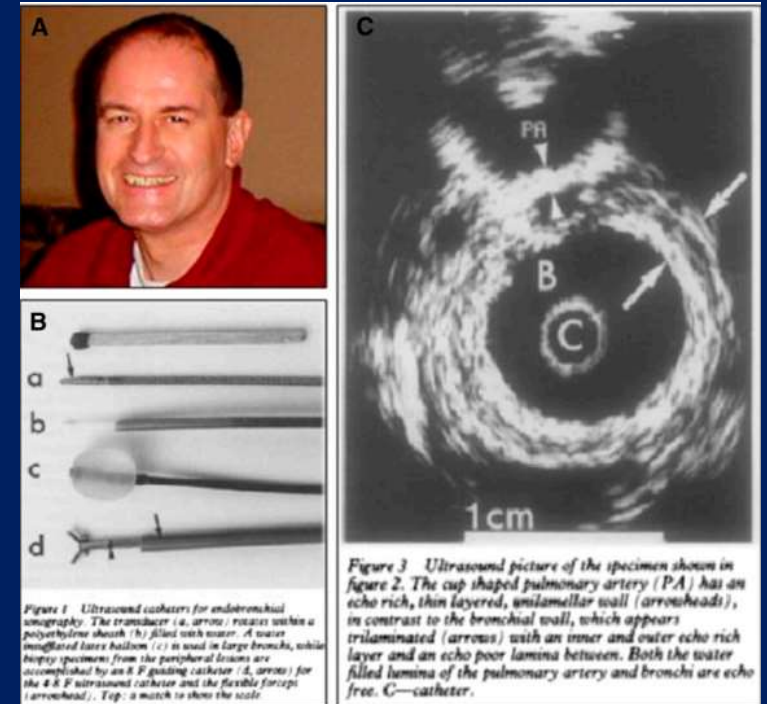 A
B
a
b
c
d
Figure 1 Ultrasound catheters for endobronchial
sonography. The transducer (a, arrow) rotates within a
polyethylene sheath (b) filled with water. A water
insufflated latex balloon (c) is used in large bronchi, while
biopsy specimens from the peripheral lesions are
accomplished by an 8 F guiding catheter (d, arrow) for
the 4·8 F ultrasound catheter and the flexible forceps
(arrowhead). Top: a match to show the scale.
C
PA
B
C
1cm
Figure 3 Ultrasound picture of the specimen shown in
figure 2. The cup shaped pulmonary artery (PA) has an
echo rich, thin layered, unilamellar wall (arrowheads),
in contrast to the bronchial wall, which appears
trilaminated (arrows) with an inner and outer echo rich
layer and an echo poor lamina between. Both the water
filled lumina of the pulmonary artery and bronchi are echo
free. C—catheter.